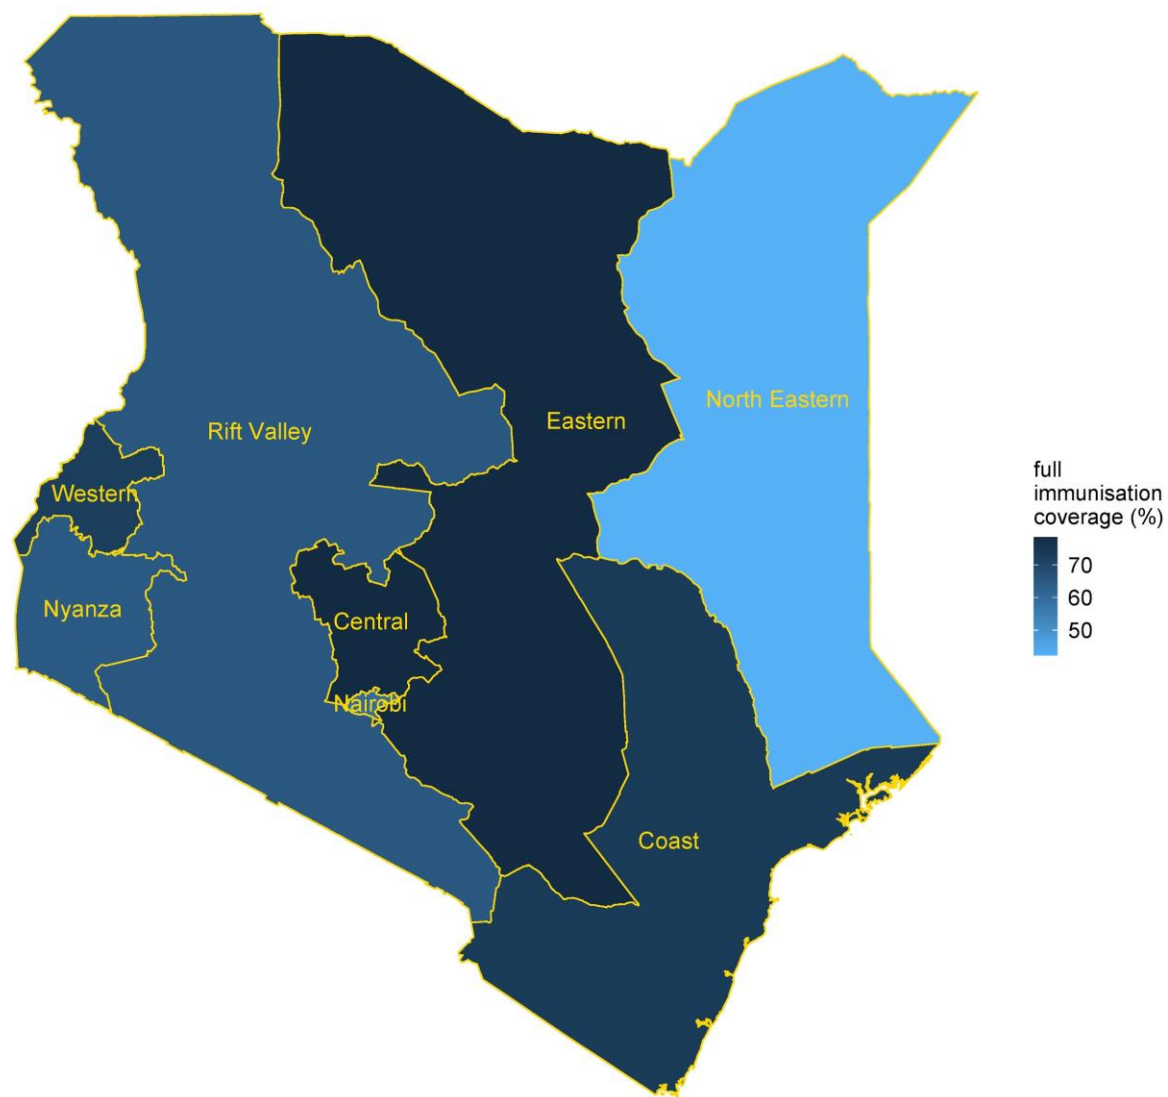 North Eastern
Eastern
Rift Valley
Western
Nyanza
Central
Nairobi
Coast
full
immunisation
coverage (%)
70
60
50